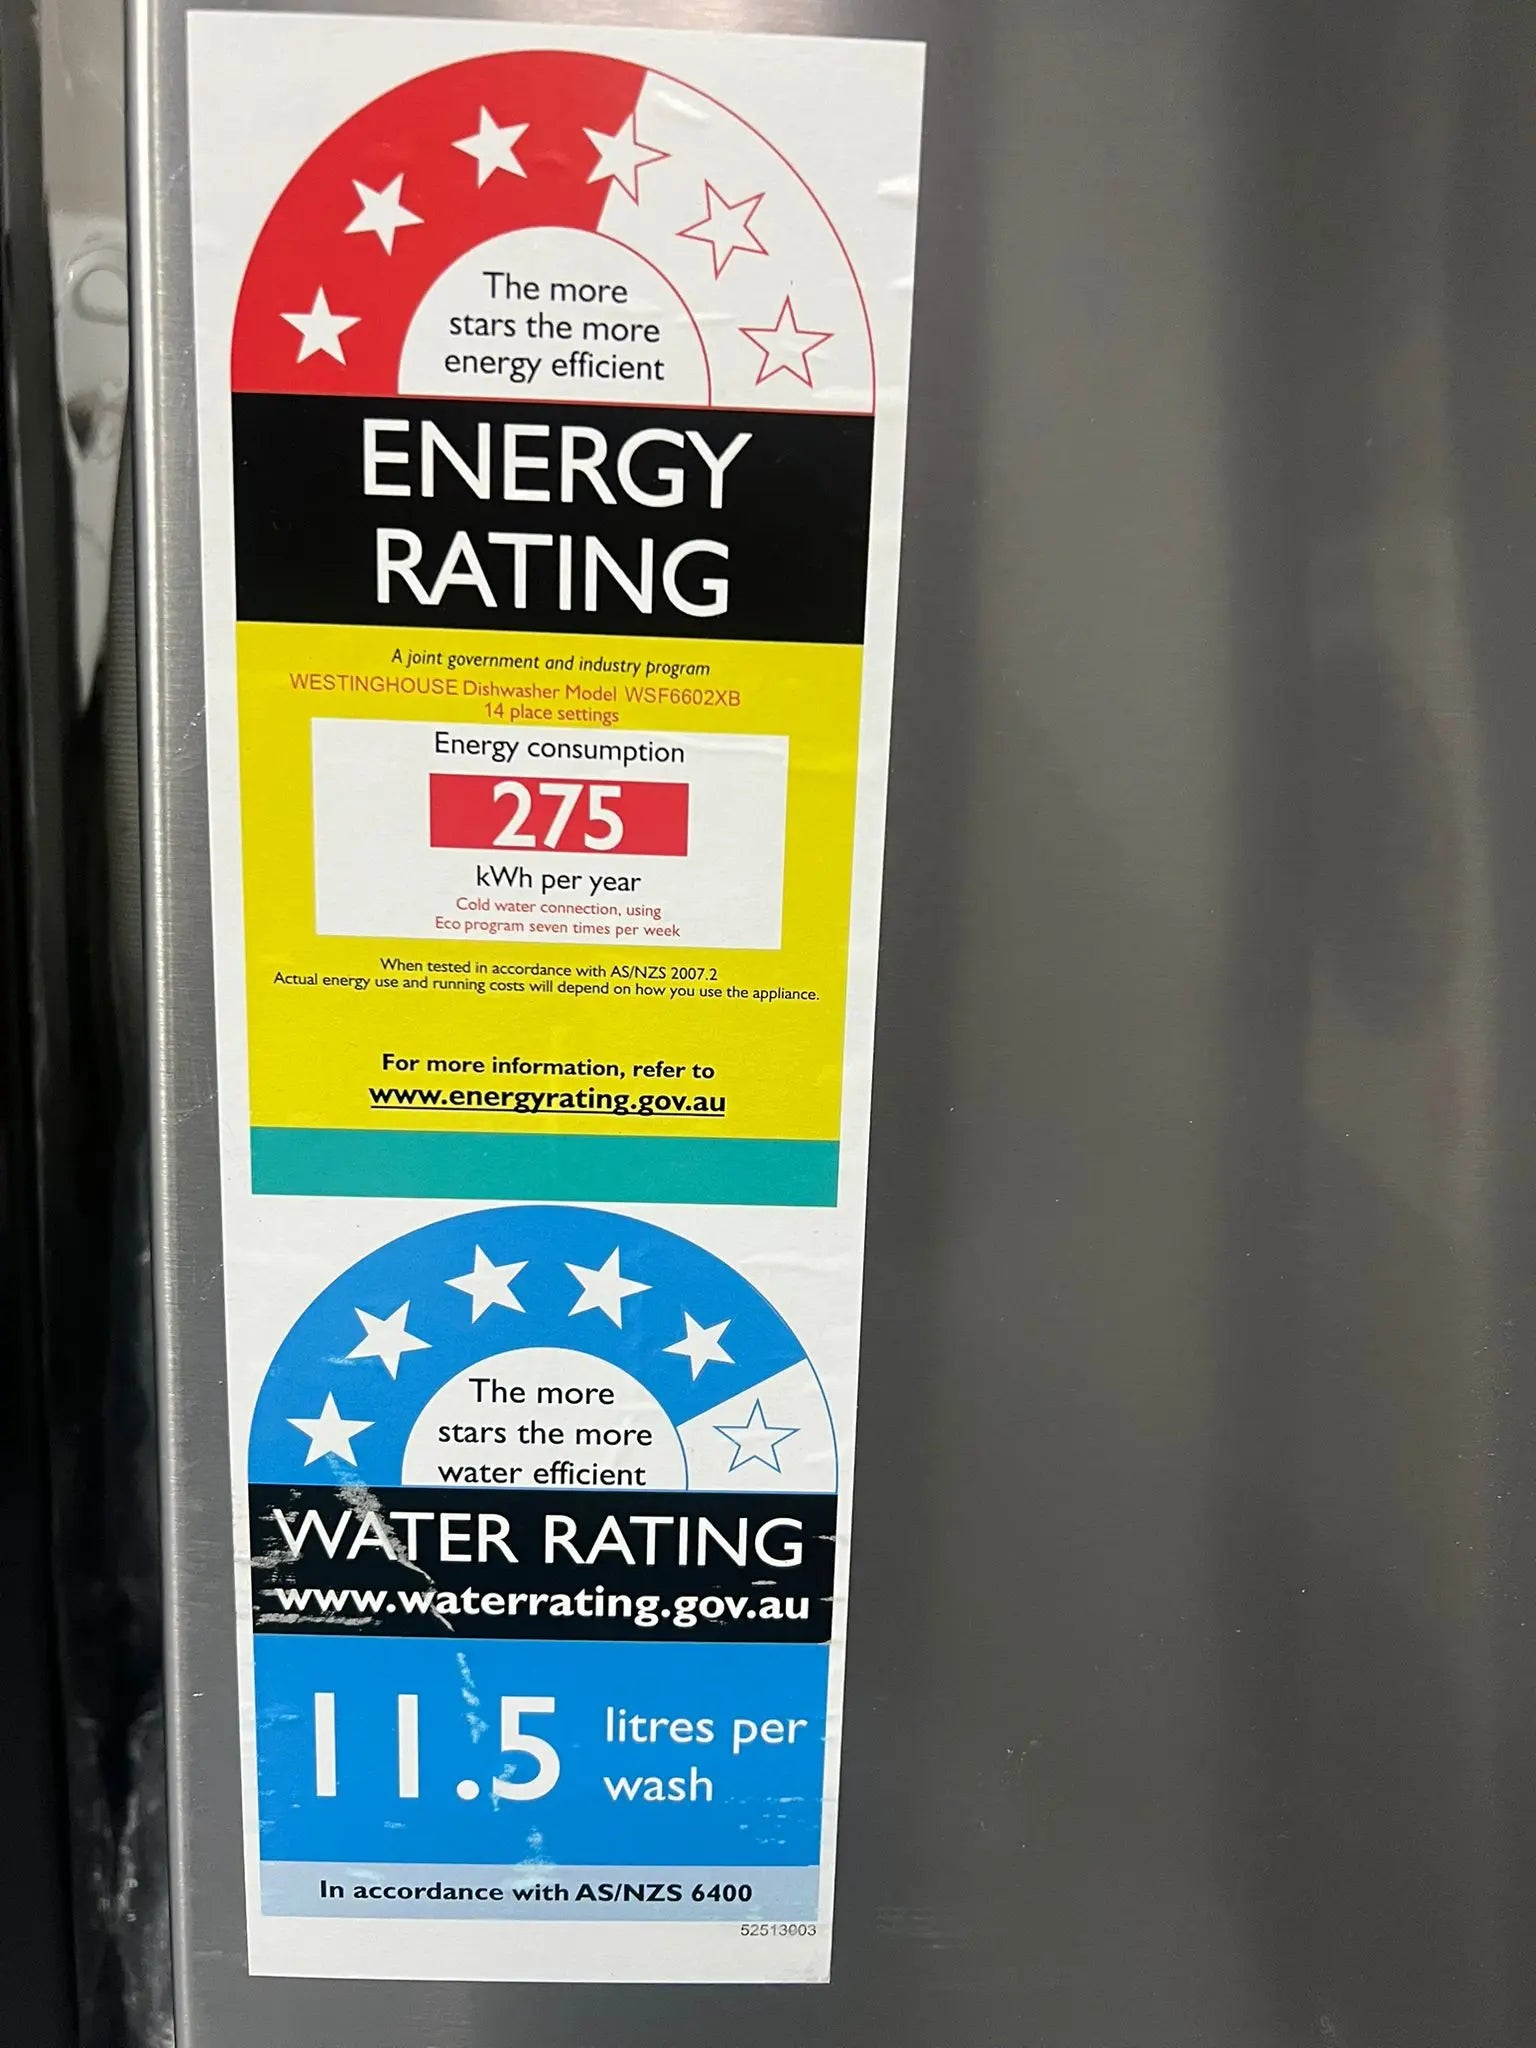 The more
stars the more
energy efficient
ENERGY
RATING
A joint government and industry program
WESTINGHOUSE Dishwasher Model WSF6602XB
14 place settings
Energy consumption
275
kWh per year
Cold water connection, using
Eco program seven times per week
When tested in accordance with AS/NZS 2007.2
Actual energy use and running costs will depend on how you use the appliance.
For more information, refer to
www.energyrating.gov.au
The more
stars the more
water efficient
WATER RATING
www.waterrating.gov.au
11.5 litres per
wash
In accordance with AS/NZS 6400
52513003